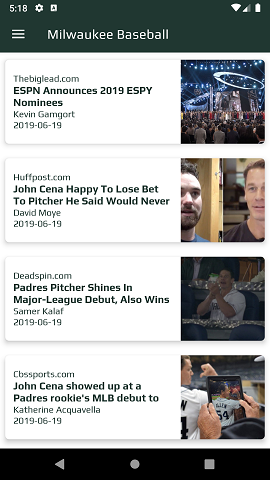 5:18
Milwaukee Baseball
Thebiglead.com
ESPN Announces 2019 ESPY
Nominees
Kevin Gamgort
2019-06-19
Huffpost.com
John Cena Happy To Lose Bet
To Pitcher He Said Would Never
David Moye
2019-06-19
Deadspin.com
Padres Pitcher Shines In
Major-League Debut, Also Wins
Samer Kalaf
2019-06-19
Cbssports.com
John Cena showed up at a
Padres rookie's MLB debut to
Katherine Acquavella
2019-06-19